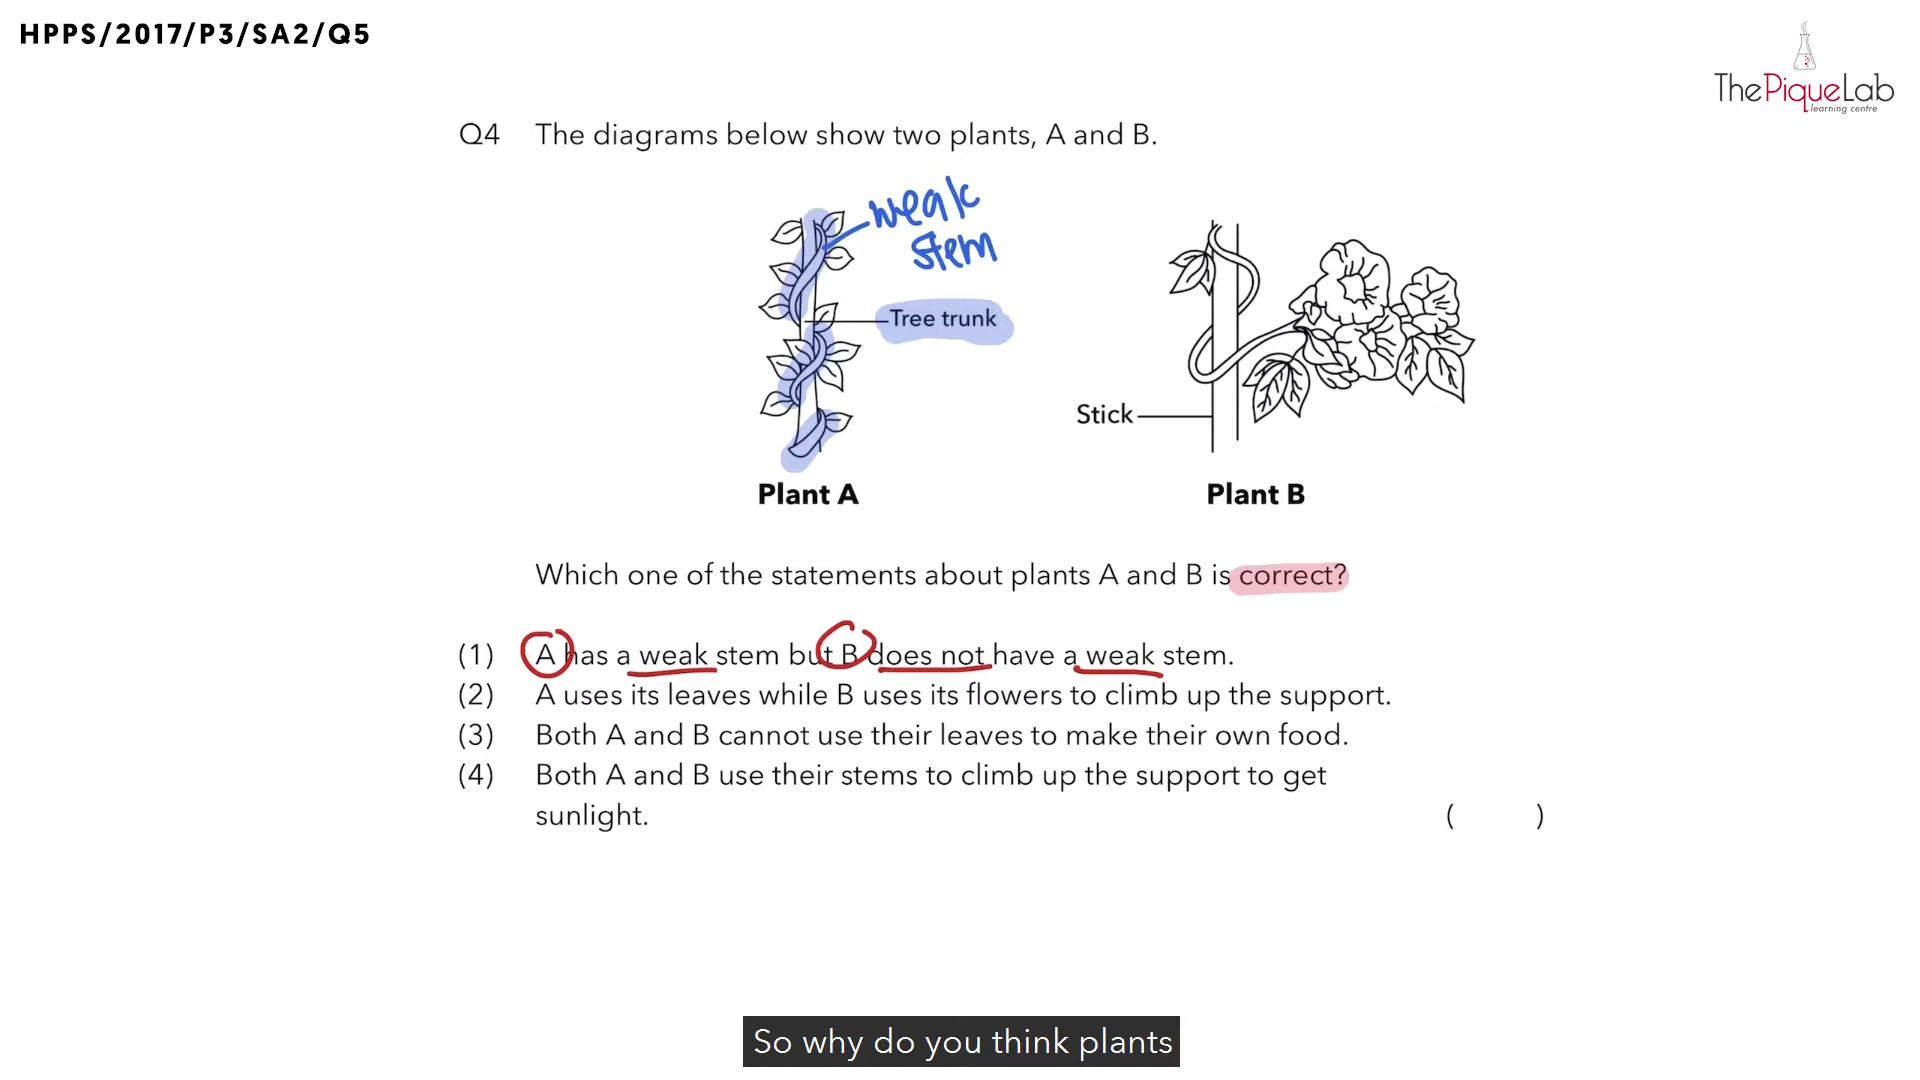 HPPS/2017/P3/SA2/Q5
ThePiqueLab
learning centre
Q4 The diagrams below show two plants, A and B.
weak
stem
Tree trunk
Stick
Plant A
Plant B
Which one of the statements about plants A and B is correct?
(1) A has a weak stem but B does not have a weak stem.
(2) A uses its leaves while B uses its flowers to climb up the support.
(3) Both A and B cannot use their leaves to make their own food.
(4) Both A and B use their stems to climb up the support to get
sunlight. ( )
So why do you think plants